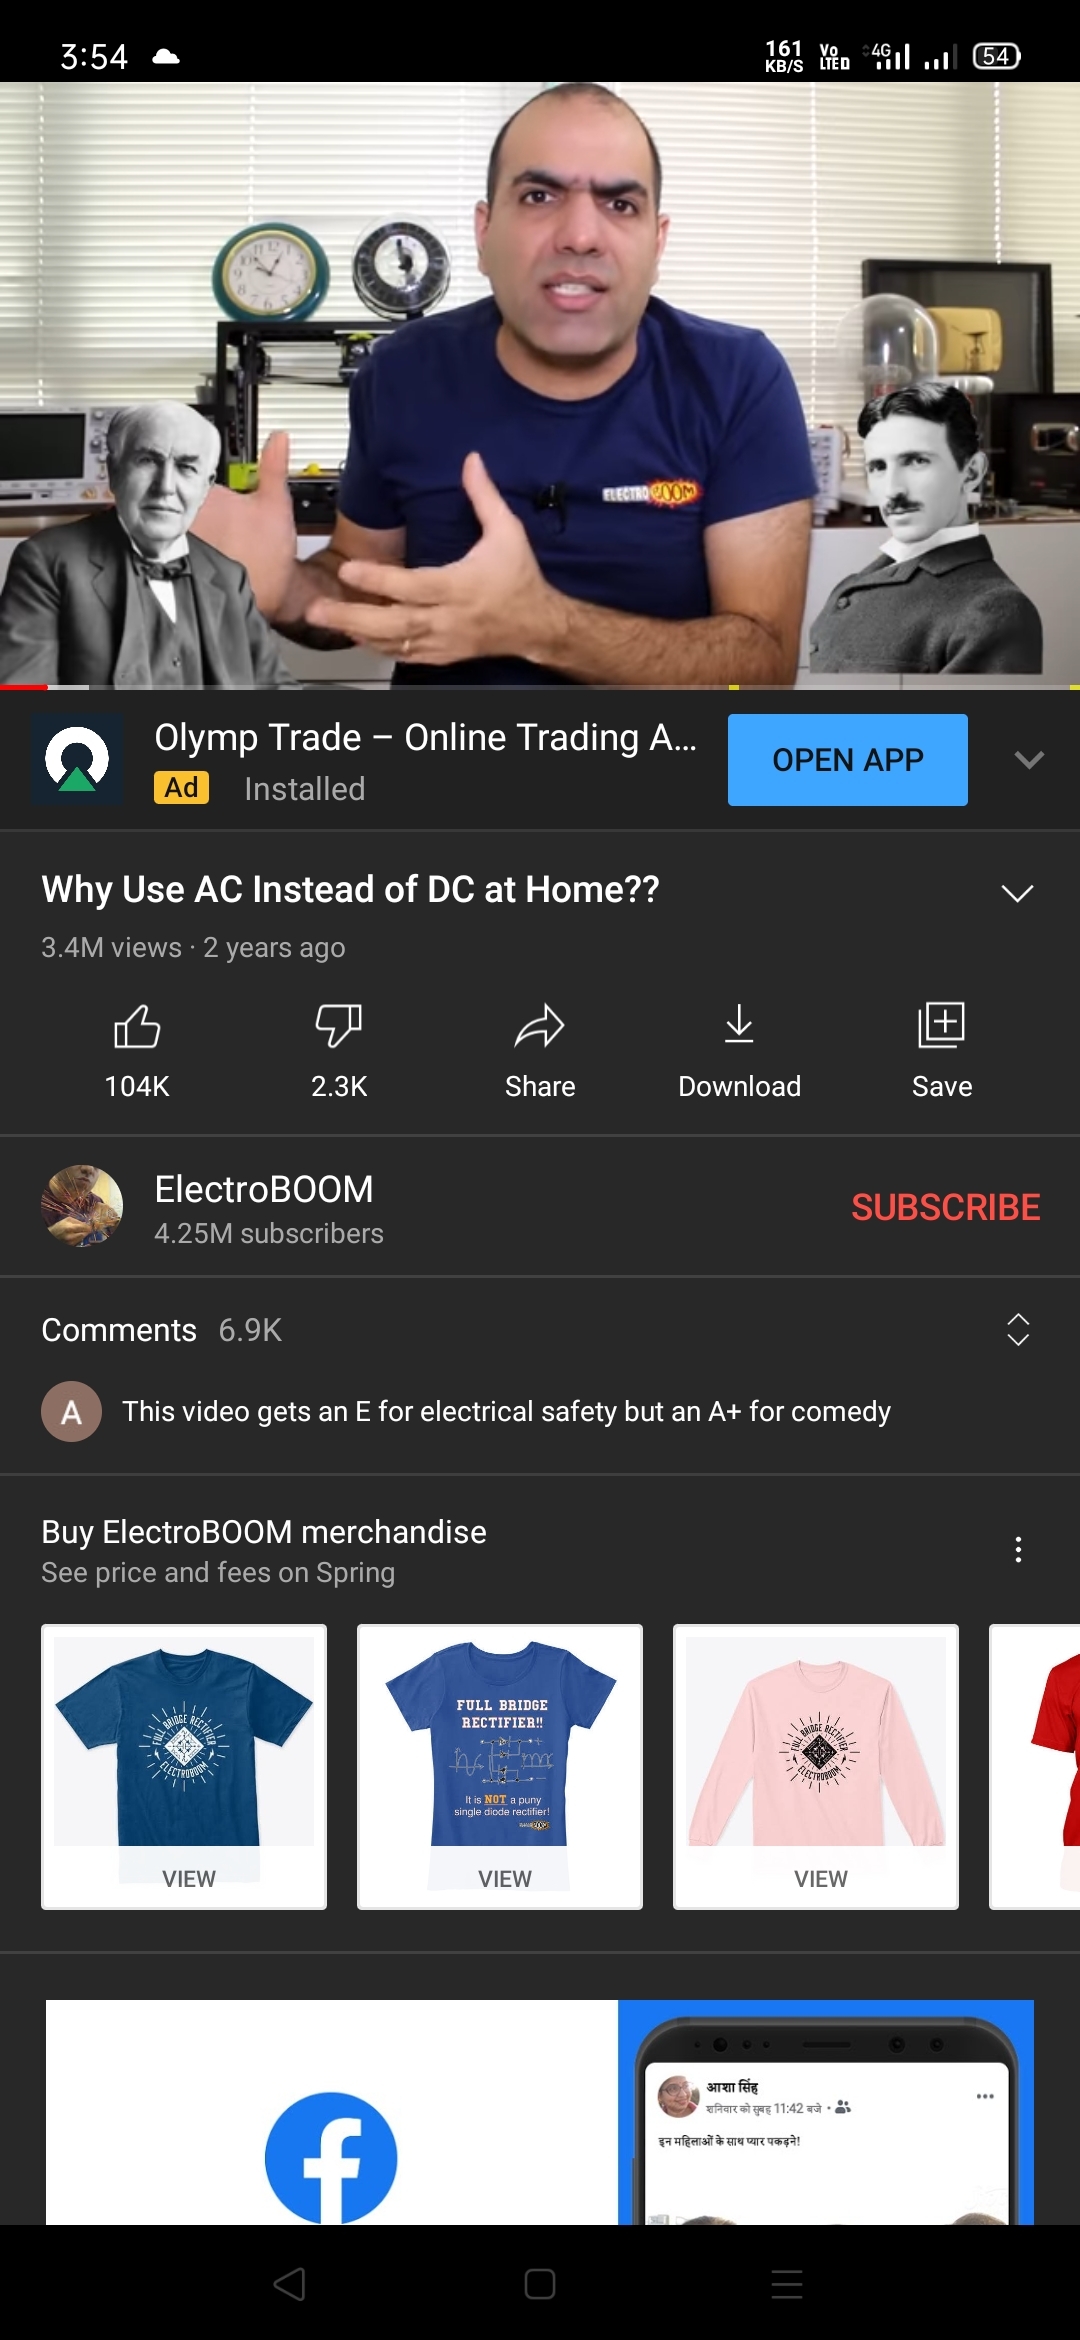 3:54
161 KB/S
Vo LTE
4G
54
ELECTROBOOM
Olymp Trade – Online Trading A...
OPEN APP
Ad
Installed
Why Use AC Instead of DC at Home??
3.4M views · 2 years ago
104K
2.3K
Share
Download
Save
ElectroBOOM
4.25M subscribers
SUBSCRIBE
Comments 6.9K
A
This video gets an E for electrical safety but an A+ for comedy
Buy ElectroBOOM merchandise
See price and fees on Spring
FULL BRIDGE RECTIFIER
ELECTROBOOM
VIEW
FULL BRIDGE
RECTIFIER!!
It is NOT a puny
single diode rectifier!
VIEW
FULL BRIDGE RECTIFIER
ELECTROBOOM
VIEW
आशा सिंह
शनिवार को सुबह 11:42 बजे
इन महिलाओं के साथ प्यार पकड़ने!